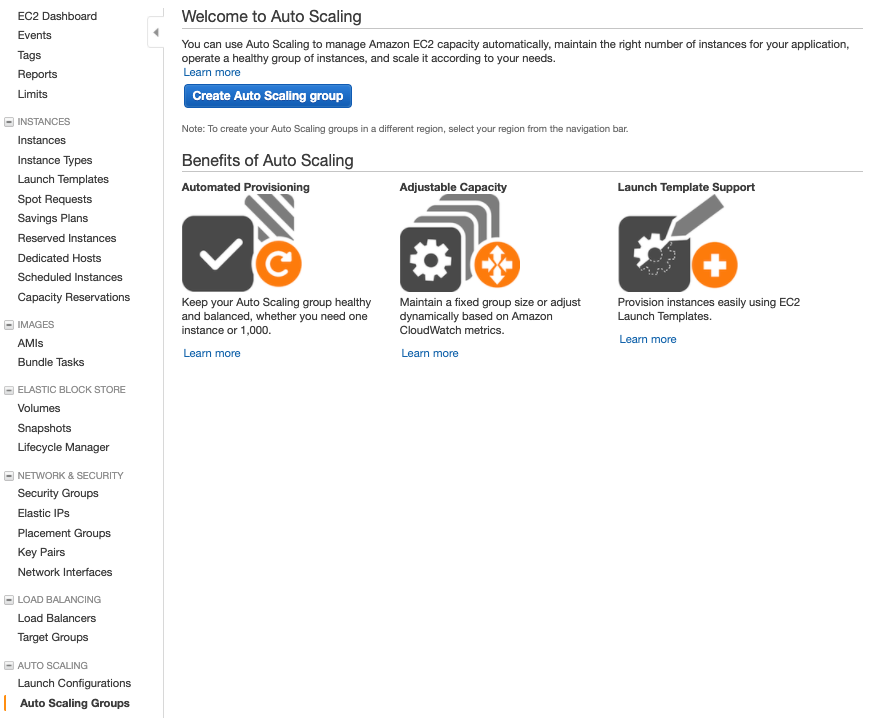 EC2 Dashboard
Events
Tags
Reports
Limits
INSTANCES
Instances
Instance Types
Launch Templates
Spot Requests
Savings Plans
Reserved Instances
Dedicated Hosts
Scheduled Instances
Capacity Reservations
IMAGES
AMIs
Bundle Tasks
ELASTIC BLOCK STORE
Volumes
Snapshots
Lifecycle Manager
NETWORK & SECURITY
Security Groups
Elastic IPs
Placement Groups
Key Pairs
Network Interfaces
LOAD BALANCING
Load Balancers
Target Groups
AUTO SCALING
Launch Configurations
Auto Scaling Groups
Welcome to Auto Scaling
You can use Auto Scaling to manage Amazon EC2 capacity automatically, maintain the right number of instances for your application,
operate a healthy group of instances, and scale it according to your needs.
Learn more
Create Auto Scaling group
Note: To create your Auto Scaling groups in a different region, select your region from the navigation bar.
Benefits of Auto Scaling
Automated Provisioning
Keep your Auto Scaling group healthy
and balanced, whether you need one
instance or 1,000.
Learn more
Adjustable Capacity
Maintain a fixed group size or adjust
dynamically based on Amazon
CloudWatch metrics.
Learn more
Launch Template Support
Provision instances easily using EC2
Launch Templates.
Learn more